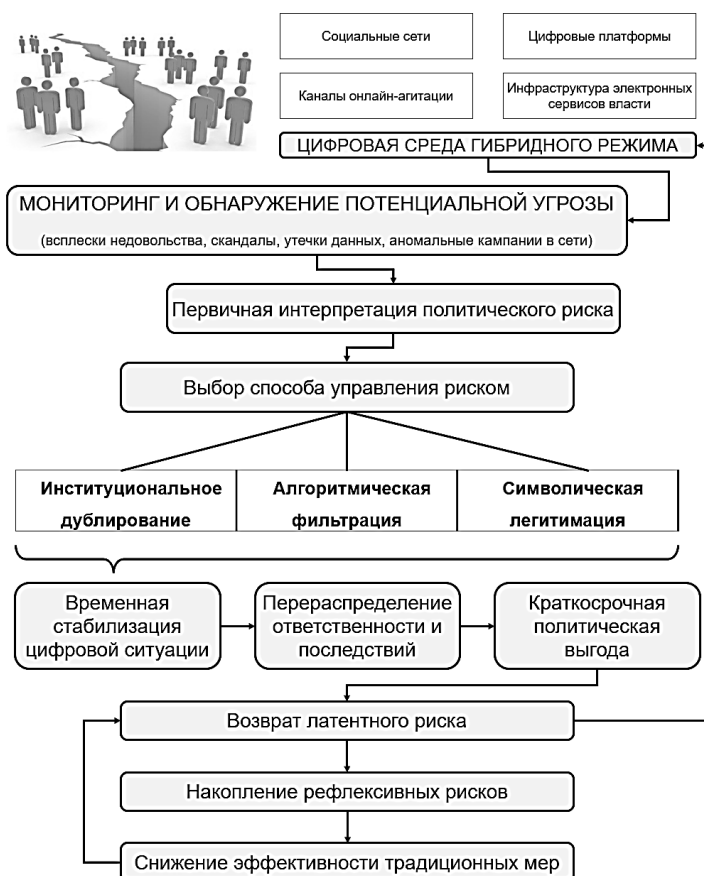 Социальные сети
Цифровые платформы
Каналы онлайн-агитации
Инфраструктура электронных
сервисов власти
ЦИФРОВАЯ СРЕДА ГИБРИДНОГО РЕЖИМА
МОНИТОРИНГ И ОБНАРУЖЕНИЕ ПОТЕНЦИАЛЬНОЙ УГРОЗЫ
(всплески недовольства, скандалы, утечки данных, аномальные кампании в сети)
Первичная интерпретация политического риска
Выбор способа управления риском
Институциональное
дублирование
Алгоритмическая
фильтрация
Символическая
легитимация
Временная
стабилизация
цифровой ситуации
Перераспределение
ответственности и
последствий
Краткосрочная
политическая
выгода
Возврат латентного риска
Накопление рефлексивных рисков
Снижение эффективности традиционных мер